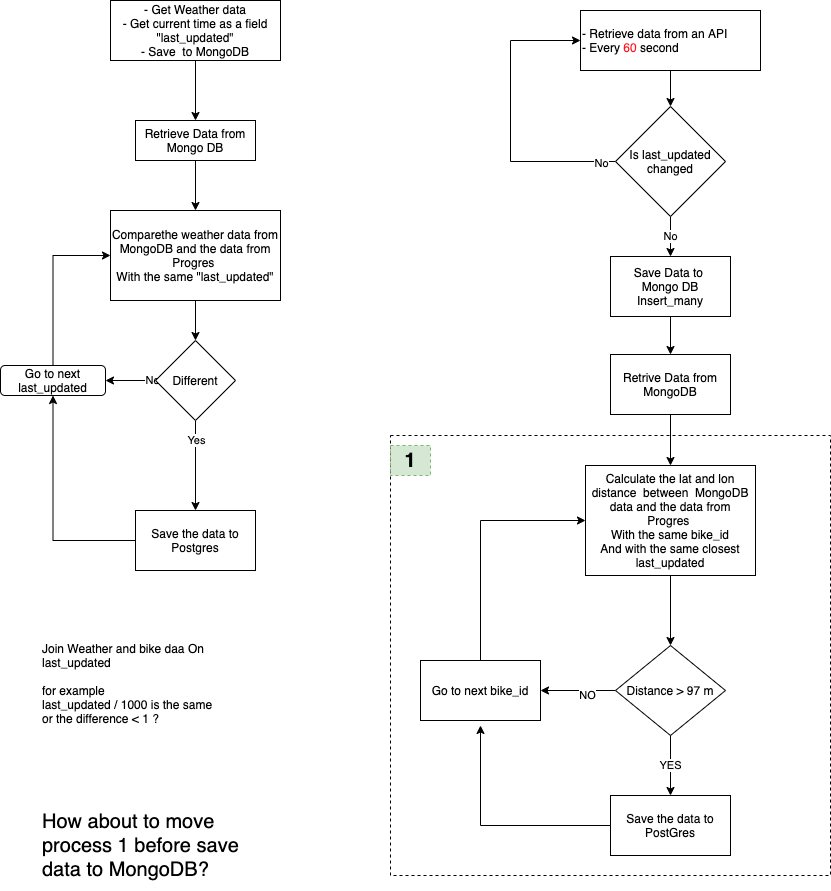 - Get Weather data
- Get current time as a field
"last_updated"
- Save  to MongoDB
Retrieve Data from
Mongo DB
Comparethe weather data from
MongoDB and the data from
Progres
With the same "last_updated"
Different
No
Go to next
last_updated
Yes
Save the data to
Postgres
Join Weather and bike daa On
last_updated
for example
last_updated / 1000 is the same
or the difference < 1 ?
How about to move
process 1 before save
data to MongoDB?
- Retrieve data from an API
- Every 60 second
Is last_updated
changed
No
No
Save Data to
Mongo DB
Insert_many
Retrive Data from
MongoDB
1
Calculate the lat and lon
distance  between  MongoDB
data and the data from
Progres
With the same bike_id
And with the same closest
last_updated
Distance > 97 m
NO
Go to next bike_id
YES
Save the data to
PostGres